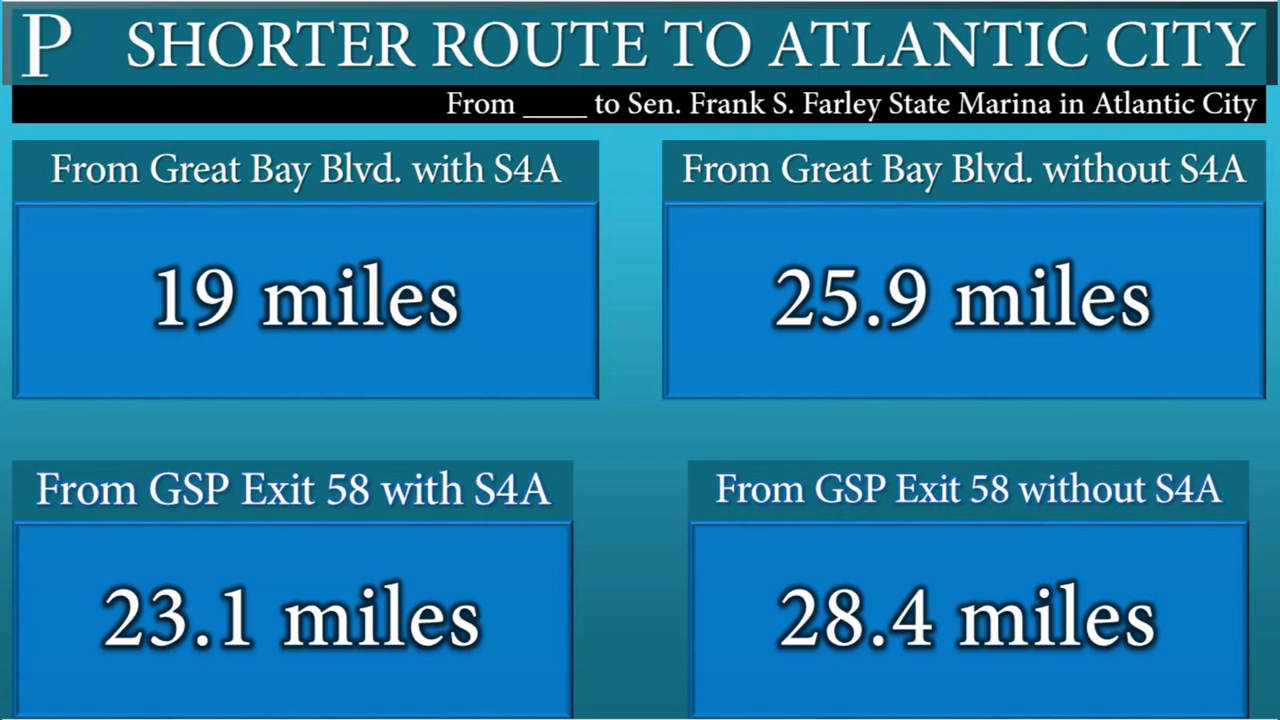 P SHORTER ROUTE TO ATLANTIC CITY
From ____ to Sen. Frank S. Farley State Marina in Atlantic City
From Great Bay Blvd. with S4A
19 miles
From Great Bay Blvd. without S4A
25.9 miles
From GSP Exit 58 with S4A
23.1 miles
From GSP Exit 58 without S4A
28.4 miles